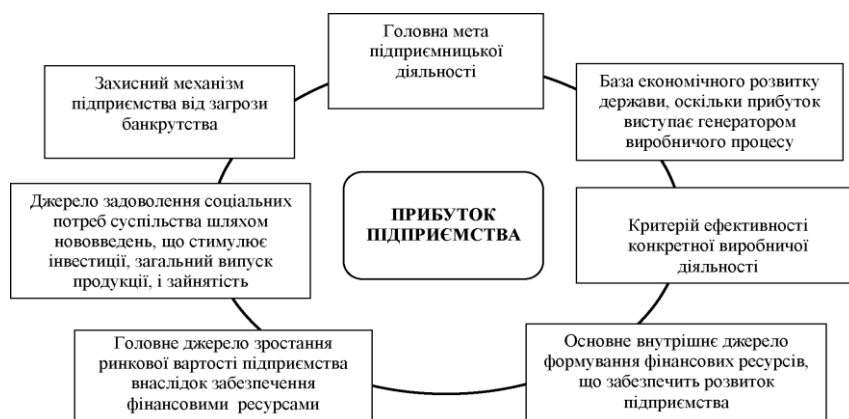 Головна мета
підприємницької
діяльності
Захисний механізм
підприємства від загрози
банкрутства
База економічного розвитку
держави, оскільки прибуток
виступає генератором
виробничого процесу
Джерело задоволення соціальних
потреб суспільства шляхом
нововведень, що стимулює
інвестиції, загальний випуск
продукції, і зайнятість
ПРИБУТОК
ПІДПРИЄМСТВА
Критерій ефективності
конкретної виробничої
діяльності
Головне джерело зростання
ринкової вартості підприємства
внаслідок забезпечення
фінансовими ресурсами
Основне внутрішнє джерело
формування фінансових ресурсів,
що забезпечить розвиток
підприємства